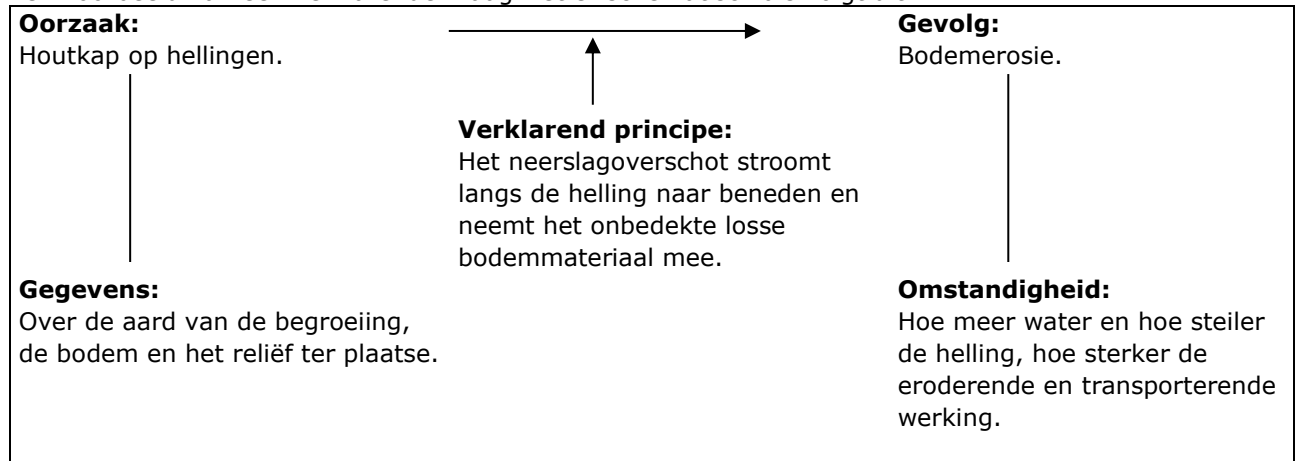 Oorzaak:
Houtkap op hellingen.
Gevolg:
Bodemerosie.
Verklarend principe:
Het neerslagoverschot stroomt
langs de helling naar beneden en
neemt het onbedekte losse
bodemmateriaal mee.
Gegevens:
Over de aard van de begroeiing,
de bodem en het reliëf ter plaatse.
Omstandigheid:
Hoe meer water en hoe steiler
de helling, hoe sterker de
eroderende en transporterende
werking.